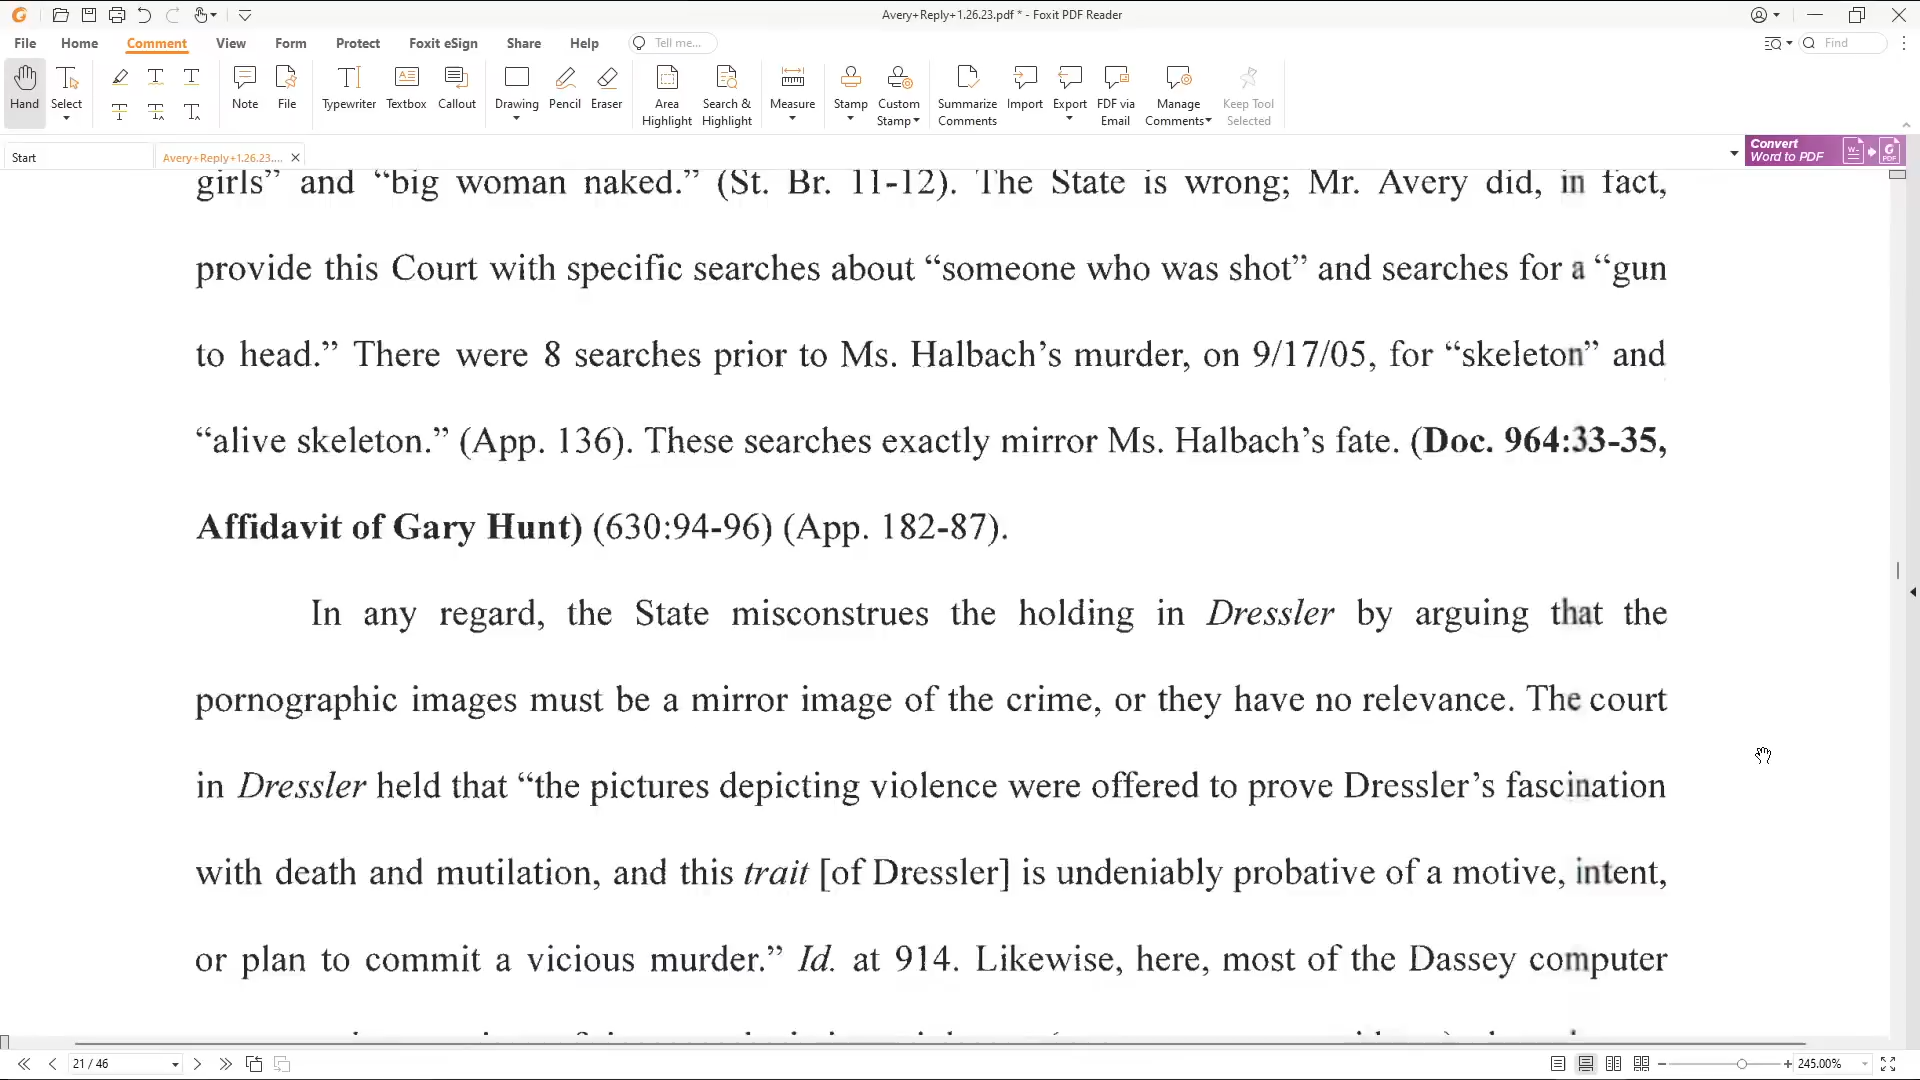 Avery+Reply+1.26.23.pdf * - Foxit PDF Reader
File Home Comment View Form Protect Foxit eSign Share Help Tell me... Find
Hand Select Note File Typewriter Textbox Callout Drawing Pencil Eraser Area Highlight Search & Highlight Measure Stamp Custom Stamp Summarize Comments Import Export FDF via Email Manage Comments Keep Tool Selected
Start Avery+Reply+1.26.23.... Convert Word to PDF
girls” and “big woman naked.” (St. Br. 11-12). The State is wrong; Mr. Avery did, in fact,
provide this Court with specific searches about “someone who was shot” and searches for a “gun
to head.” There were 8 searches prior to Ms. Halbach’s murder, on 9/17/05, for “skeleton” and
“alive skeleton.” (App. 136). These searches exactly mirror Ms. Halbach’s fate. (Doc. 964:33-35,
Affidavit of Gary Hunt) (630:94-96) (App. 182-87).
In any regard, the State misconstrues the holding in Dressler by arguing that the
pornographic images must be a mirror image of the crime, or they have no relevance. The court
in Dressler held that “the pictures depicting violence were offered to prove Dressler’s fascination
with death and mutilation, and this trait [of Dressler] is undeniably probative of a motive, intent,
or plan to commit a vicious murder.” Id. at 914. Likewise, here, most of the Dassey computer
21 / 46 245.00%